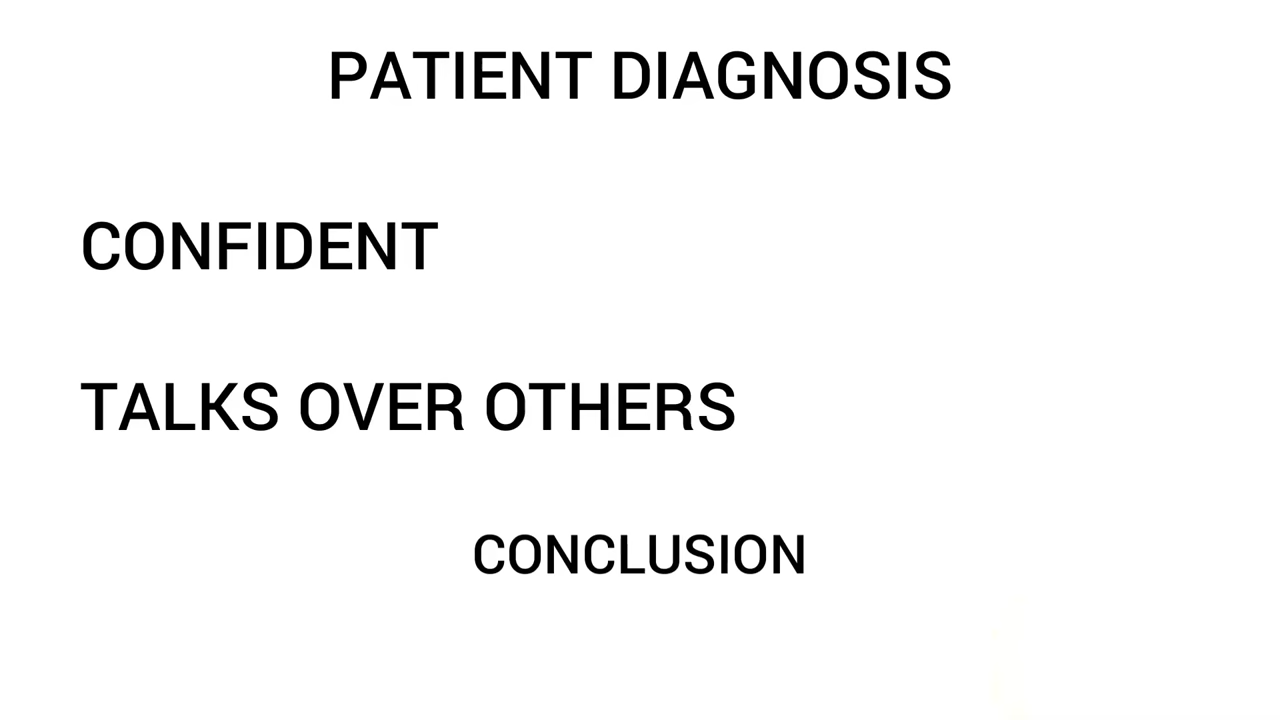 PATIENT DIAGNOSIS
CONFIDENT
TALKS OVER OTHERS
CONCLUSION